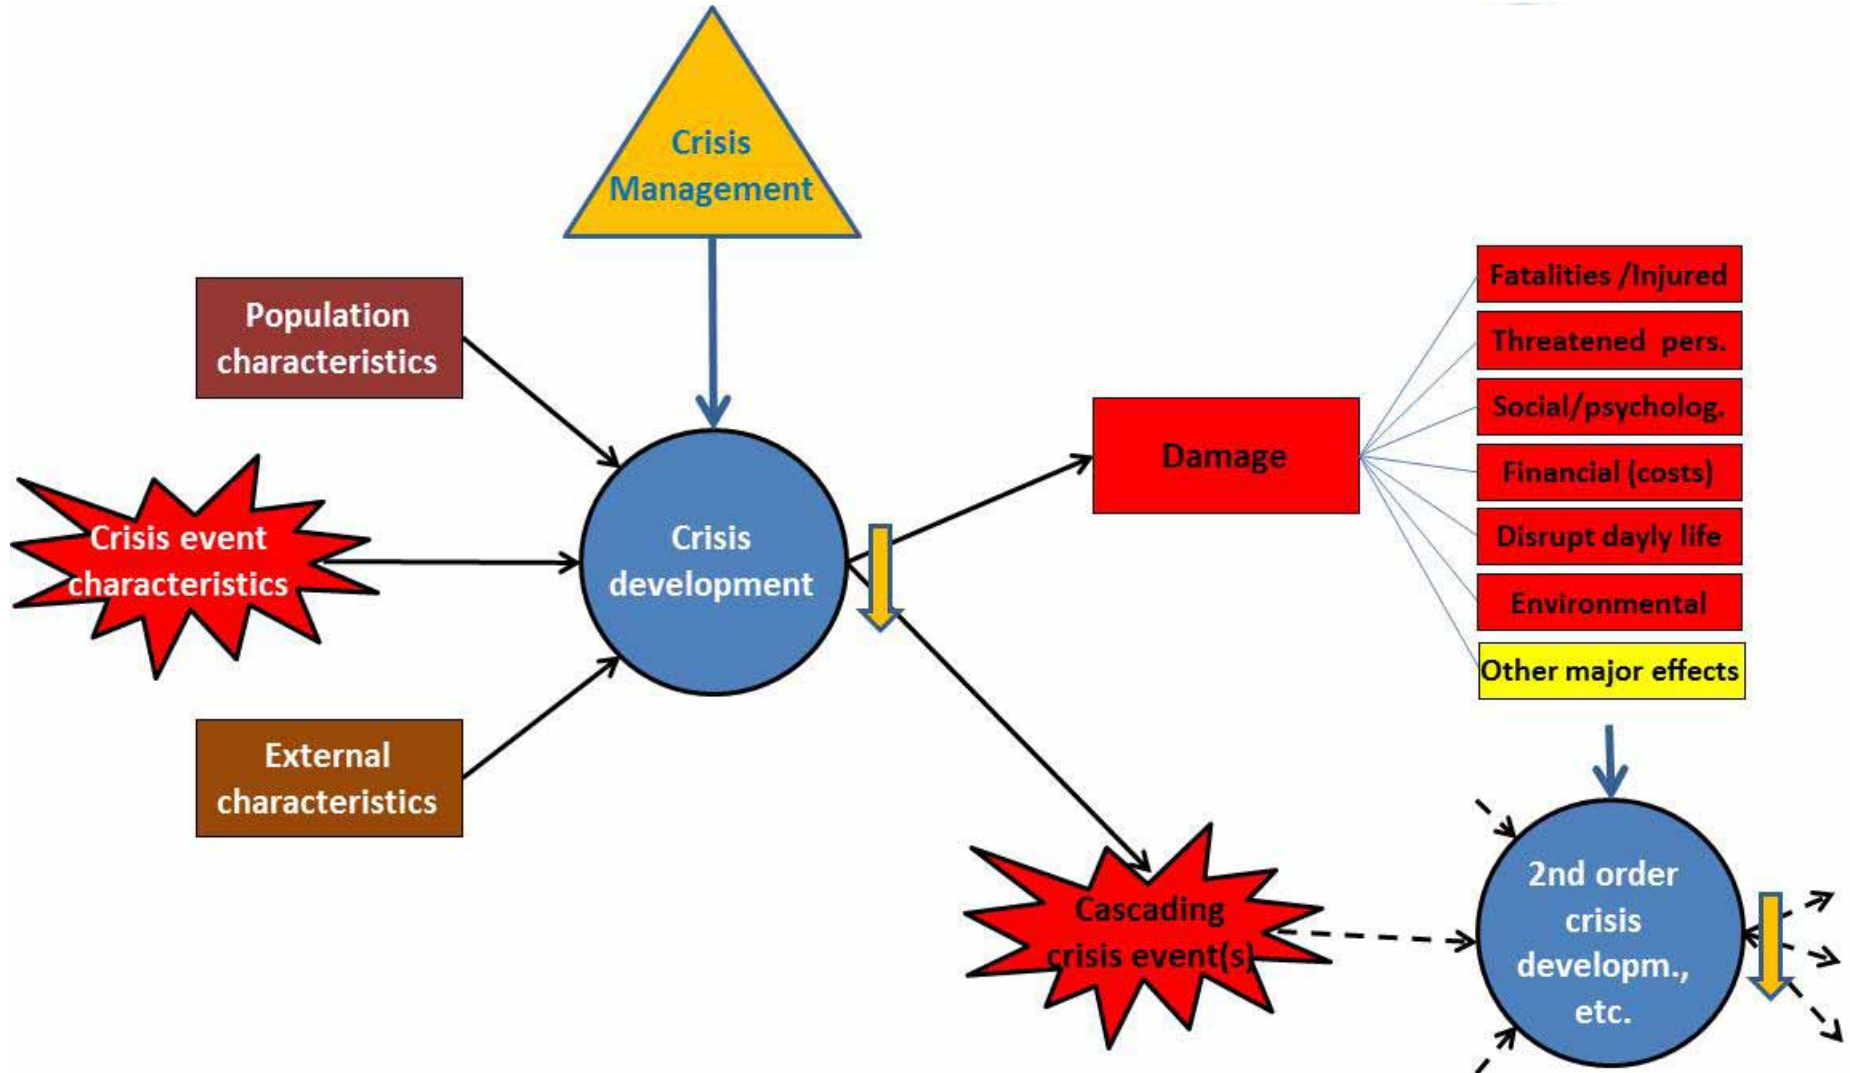 Crisis
Management
Population
characteristics
Crisis event
characteristics
External
characteristics
Crisis
development
Damage
Fatalities /Injured
Threatened pers.
Social/psycholog.
Financial (costs)
Disrupt dayly life
Environmental
Other major effects
Cascading
crisis event(s)
2nd order
crisis
developm.,
etc.